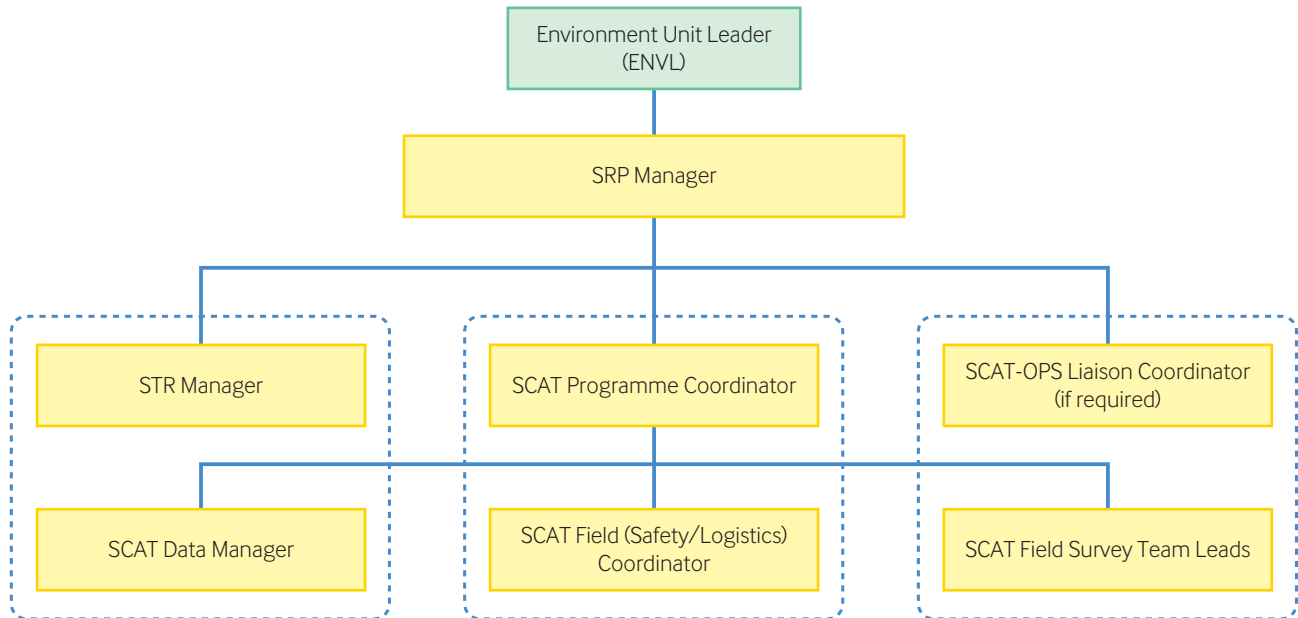 Environment Unit Leader
(ENVL)
SRP Manager
STR Manager
SCAT Programme Coordinator
SCAT-OPS Liaison Coordinator
(if required)
SCAT Data Manager
SCAT Field (Safety/Logistics)
Coordinator
SCAT Field Survey Team Leads